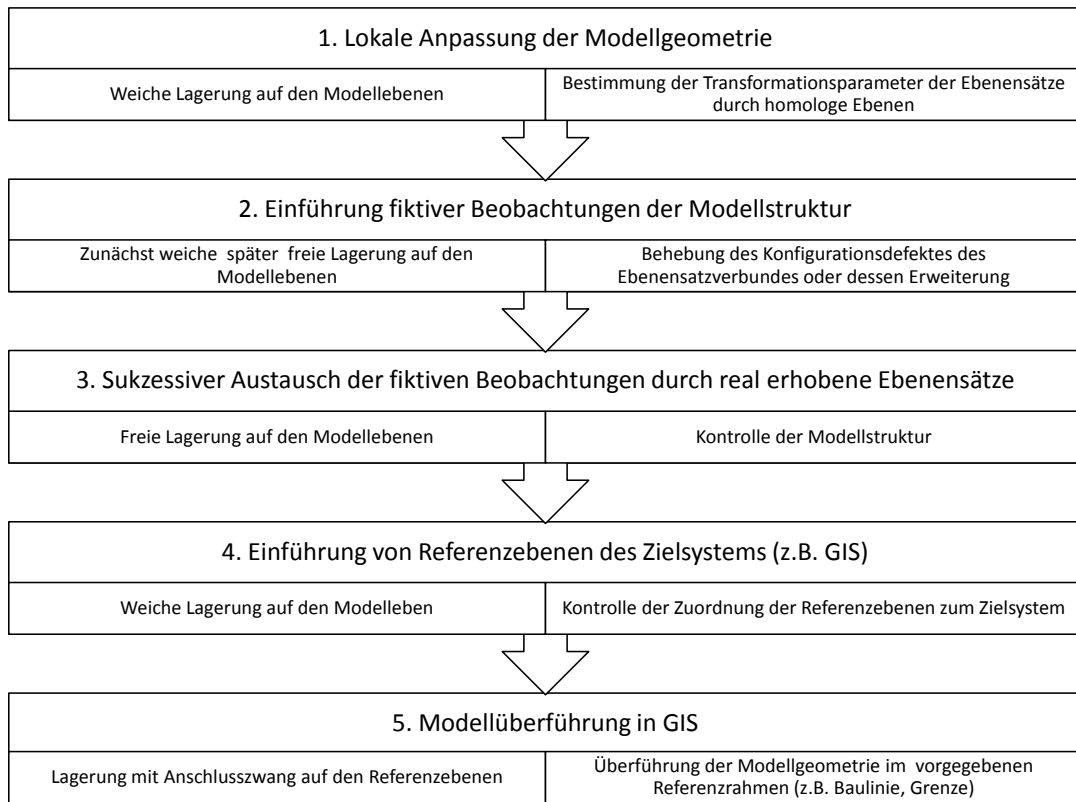 1. Lokale Anpassung der Modellgeometrie
Weiche Lagerung auf den Modellebenen
Bestimmung der Transformationsparameter der Ebenensätze
durch homologe Ebenen
2. Einführung fiktiver Beobachtungen der Modellstruktur
Zunächst weiche später freie Lagerung auf den
Modellebenen
Behebung des Konfigurationsdefektes des
Ebenensatzverbundes oder dessen Erweiterung
3. Sukzessiver Austausch der fiktiven Beobachtungen durch real erhobene Ebenensätze
Freie Lagerung auf den Modellebenen
Kontrolle der Modellstruktur
4. Einführung von Referenzebenen des Zielsystems (z.B. GIS)
Weiche Lagerung auf den Modelleben
Kontrolle der Zuordnung der Referenzebenen zum Zielsystem
5. Modellüberführung in GIS
Lagerung mit Anschlusszwang auf den Referenzebenen
Überführung der Modellgeometrie im vorgegebenen
Referenzrahmen (z.B. Baulinie, Grenze)